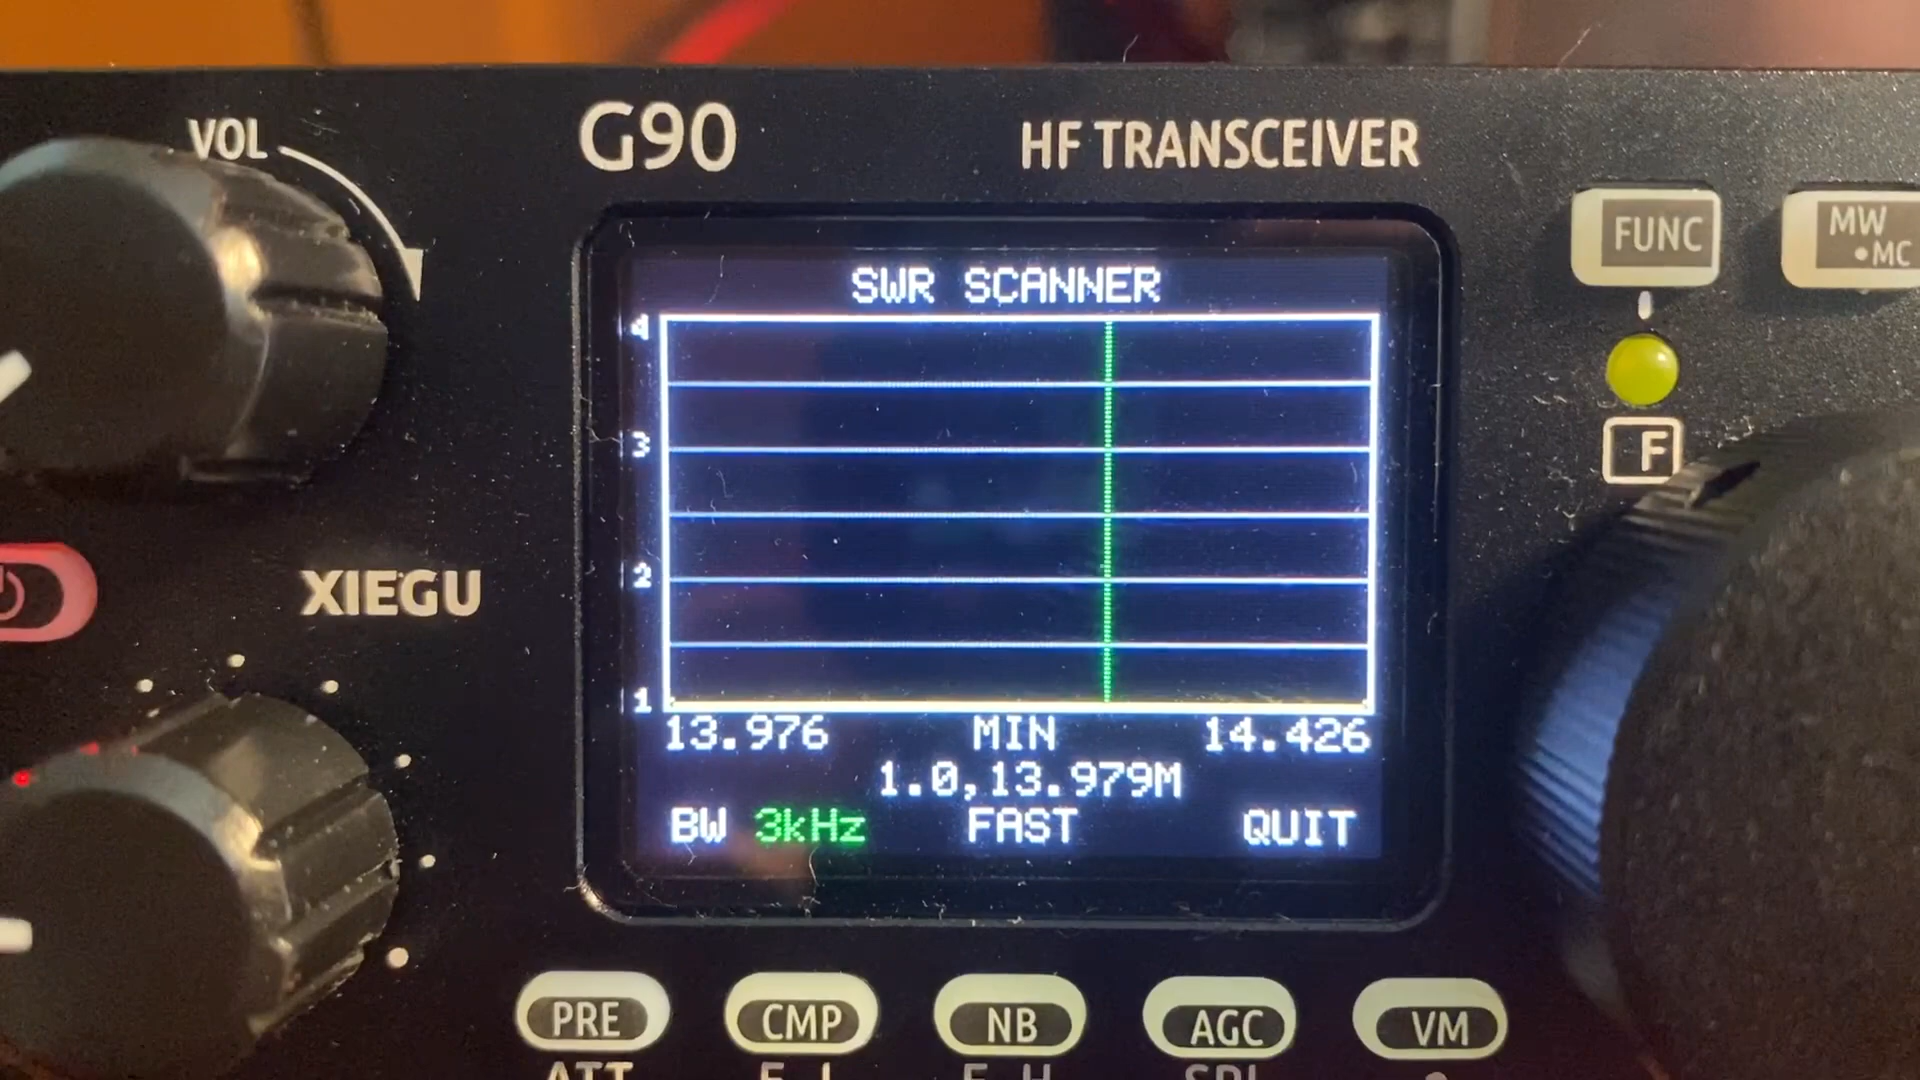 VOL
G90
HF TRANSCEIVER
FUNC
MW
•MC
SWR SCANNER
4
3
2
1
F
XIEGU
13.976 MIN 14.426
1.0,13.979M
BW 3kHz FAST QUIT
PRE CMP NB AGC VM
ATT